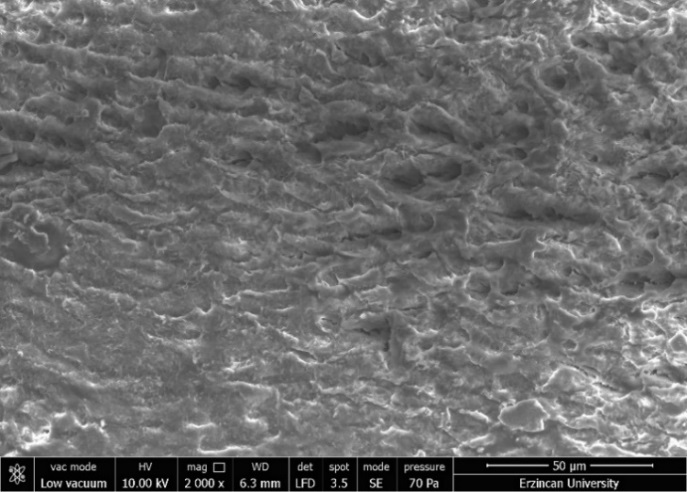 vac mode HV mag WD det spot mode pressure 50 µm
Low vacuum 10.00 kV 2 000 x 6.3 mm LFD 3.5 SE 70 Pa Erzincan University